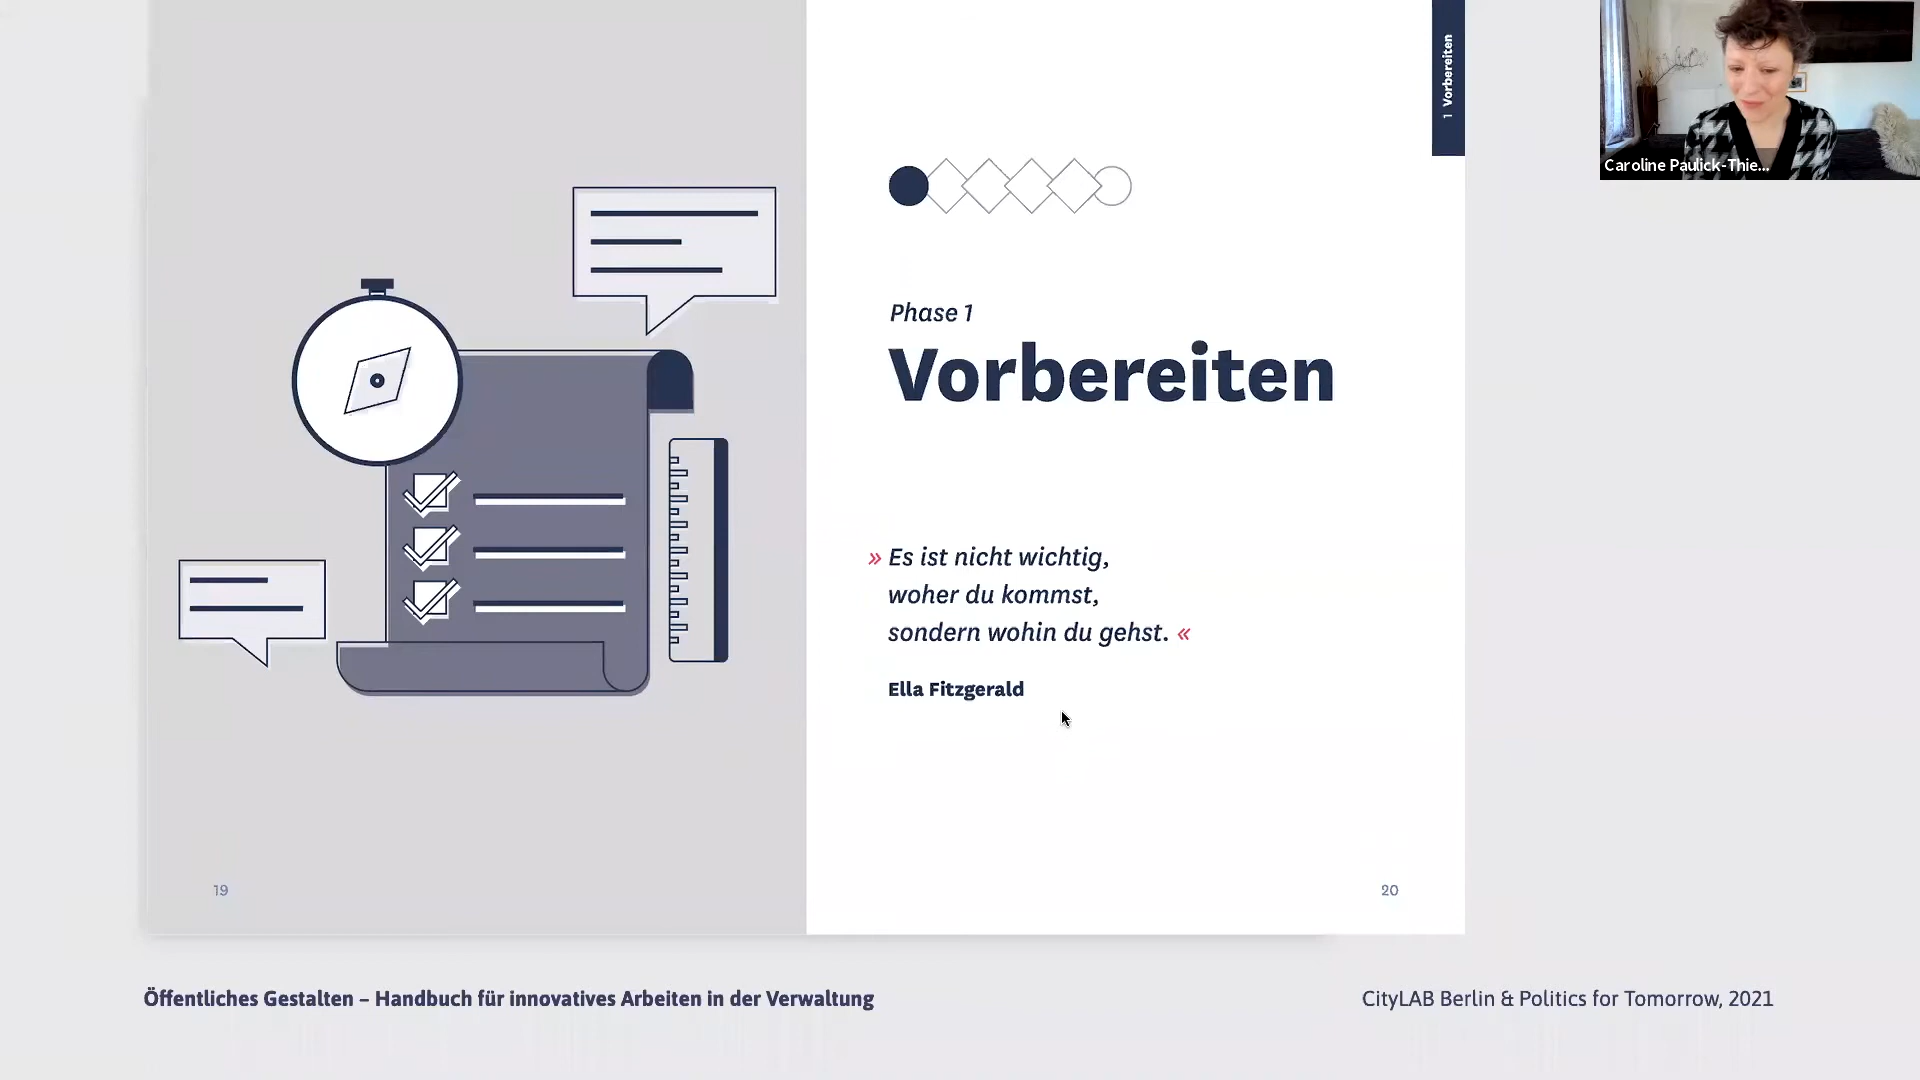 1 Vorbereiten
Caroline Paulick-Thie...
Phase 1
Vorbereiten
» Es ist nicht wichtig,
woher du kommst,
sondern wohin du gehst. «
Ella Fitzgerald
19
20
Öffentliches Gestalten – Handbuch für innovatives Arbeiten in der Verwaltung
CityLAB Berlin & Politics for Tomorrow, 2021